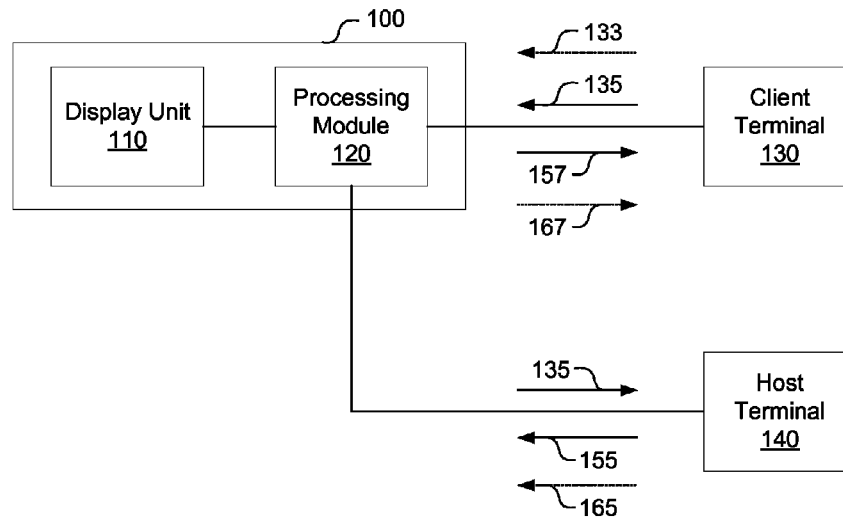 100
133
135
Display Unit
110
Processing
Module
120
Client
Terminal
130
157
167
135
Host
Terminal
140
155
165